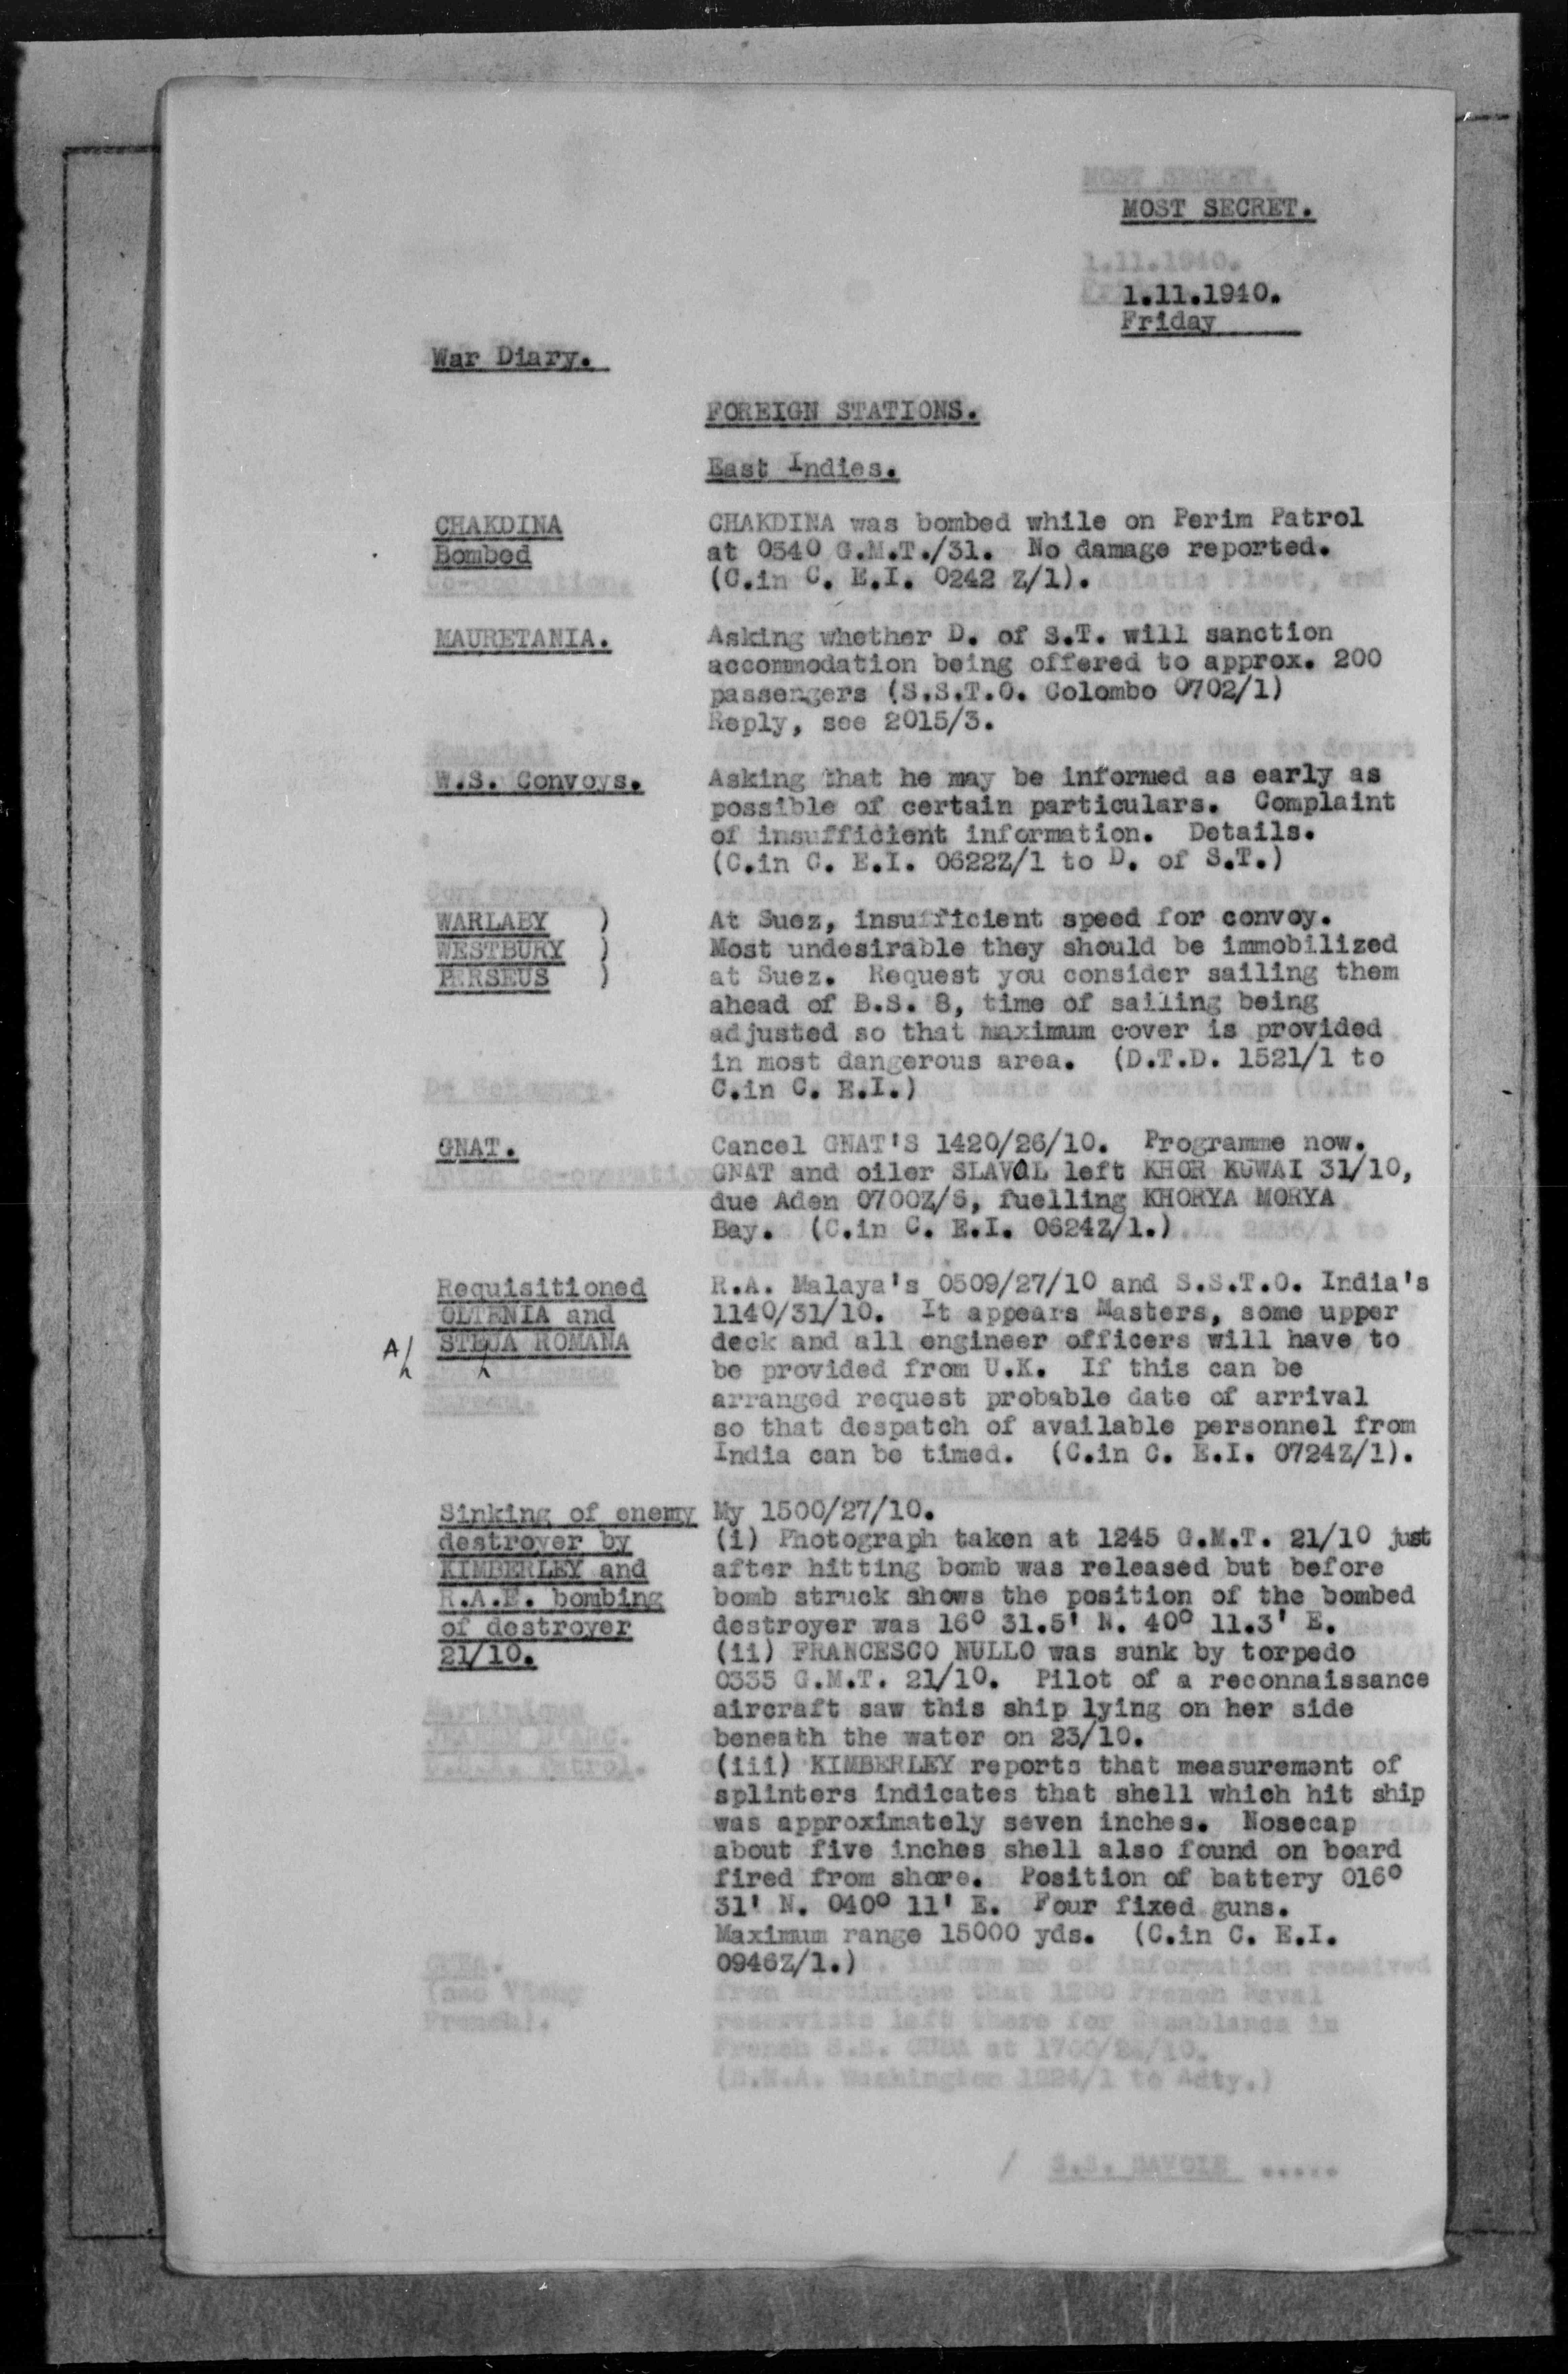 MOST SECRET.
1.11.1940.
Friday
War Diary.
FOREIGN STATIONS.
East Indies.
CHAKDINA
Bombed
CHAKDINA was bombed while on Perim Patrol
at 0540 G.M.T./31. No damage reported.
(C.in C. E.I. 0242 Z/1).
MAURETANIA.
Asking whether D. of S.T. will sanction
accommodation being offered to approx. 200
passengers (S.S.T.O. Colombo 0702/1)
Reply, see 2015/3.
W.S. Convoys.
Asking that he may be informed as early as
possible of certain particulars. Complaint
of insufficient information. Details.
(C.in C. E.I. 0622Z/1 to D. of S.T.)
WARLABY )
WESTBURY )
PERSEUS )
At Suez, insufficient speed for convoy.
Most undesirable they should be immobilized
at Suez. Request you consider sailing them
ahead of B.S. 8, time of sailing being
adjusted so that maximum cover is provided
in most dangerous area. (D.T.D. 1521/1 to
C.in C. E.I.)
GNAT.
Cancel GNAT'S 1420/26/10. Programme now.
GNAT and oiler SLAVOL left KHOR KUWAI 31/10,
due Aden 0700Z/6, fuelling KHORYA MORYA
Bay. (C.in C. E.I. 0624Z/1.)
Requisitioned
OLTENIA and
A/ STEUA ROMANA
R.A. Malaya's 0509/27/10 and S.S.T.O. India's
1140/31/10. It appears Masters, some upper
deck and all engineer officers will have to
be provided from U.K. If this can be
arranged request probable date of arrival
so that despatch of available personnel from
India can be timed. (C.in C. E.I. 0724Z/1).
Sinking of enemy
destroyer by
KIMBERLEY and
R.A.F. bombing
of destroyer
21/10.
My 1500/27/10.
(i) Photograph taken at 1245 G.M.T. 21/10 just
after hitting bomb was released but before
bomb struck shows the position of the bombed
destroyer was 16° 31.5' N. 40° 11.3' E.
(ii) FRANCESCO NULLO was sunk by torpedo
0335 G.M.T. 21/10. Pilot of a reconnaissance
aircraft saw this ship lying on her side
beneath the water on 23/10.
(iii) KIMBERLEY reports that measurement of
splinters indicates that shell which hit ship
was approximately seven inches. Nosecap
about five inches shell also found on board
fired from shore. Position of battery 016°
31' N. 040° 11' E. Four fixed guns.
Maximum range 15000 yds. (C.in C. E.I.
0946Z/1.)